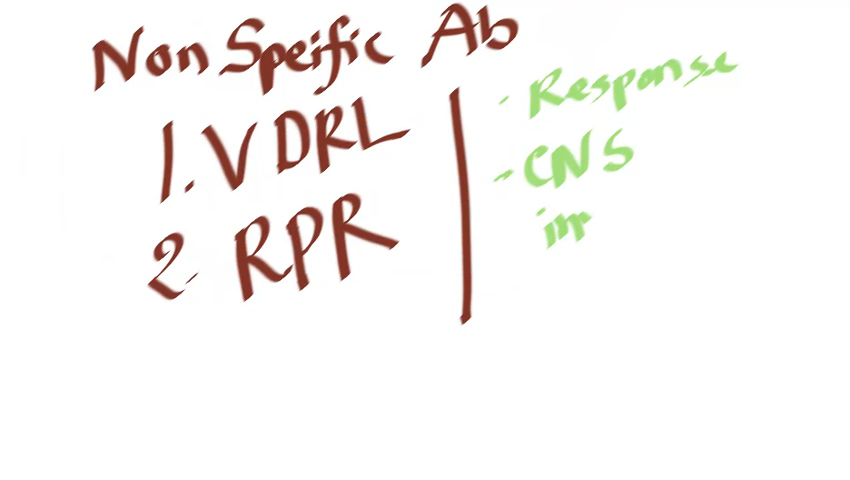 Non Speific Ab
1. VDRL
2. RPR
- Response
- CNS